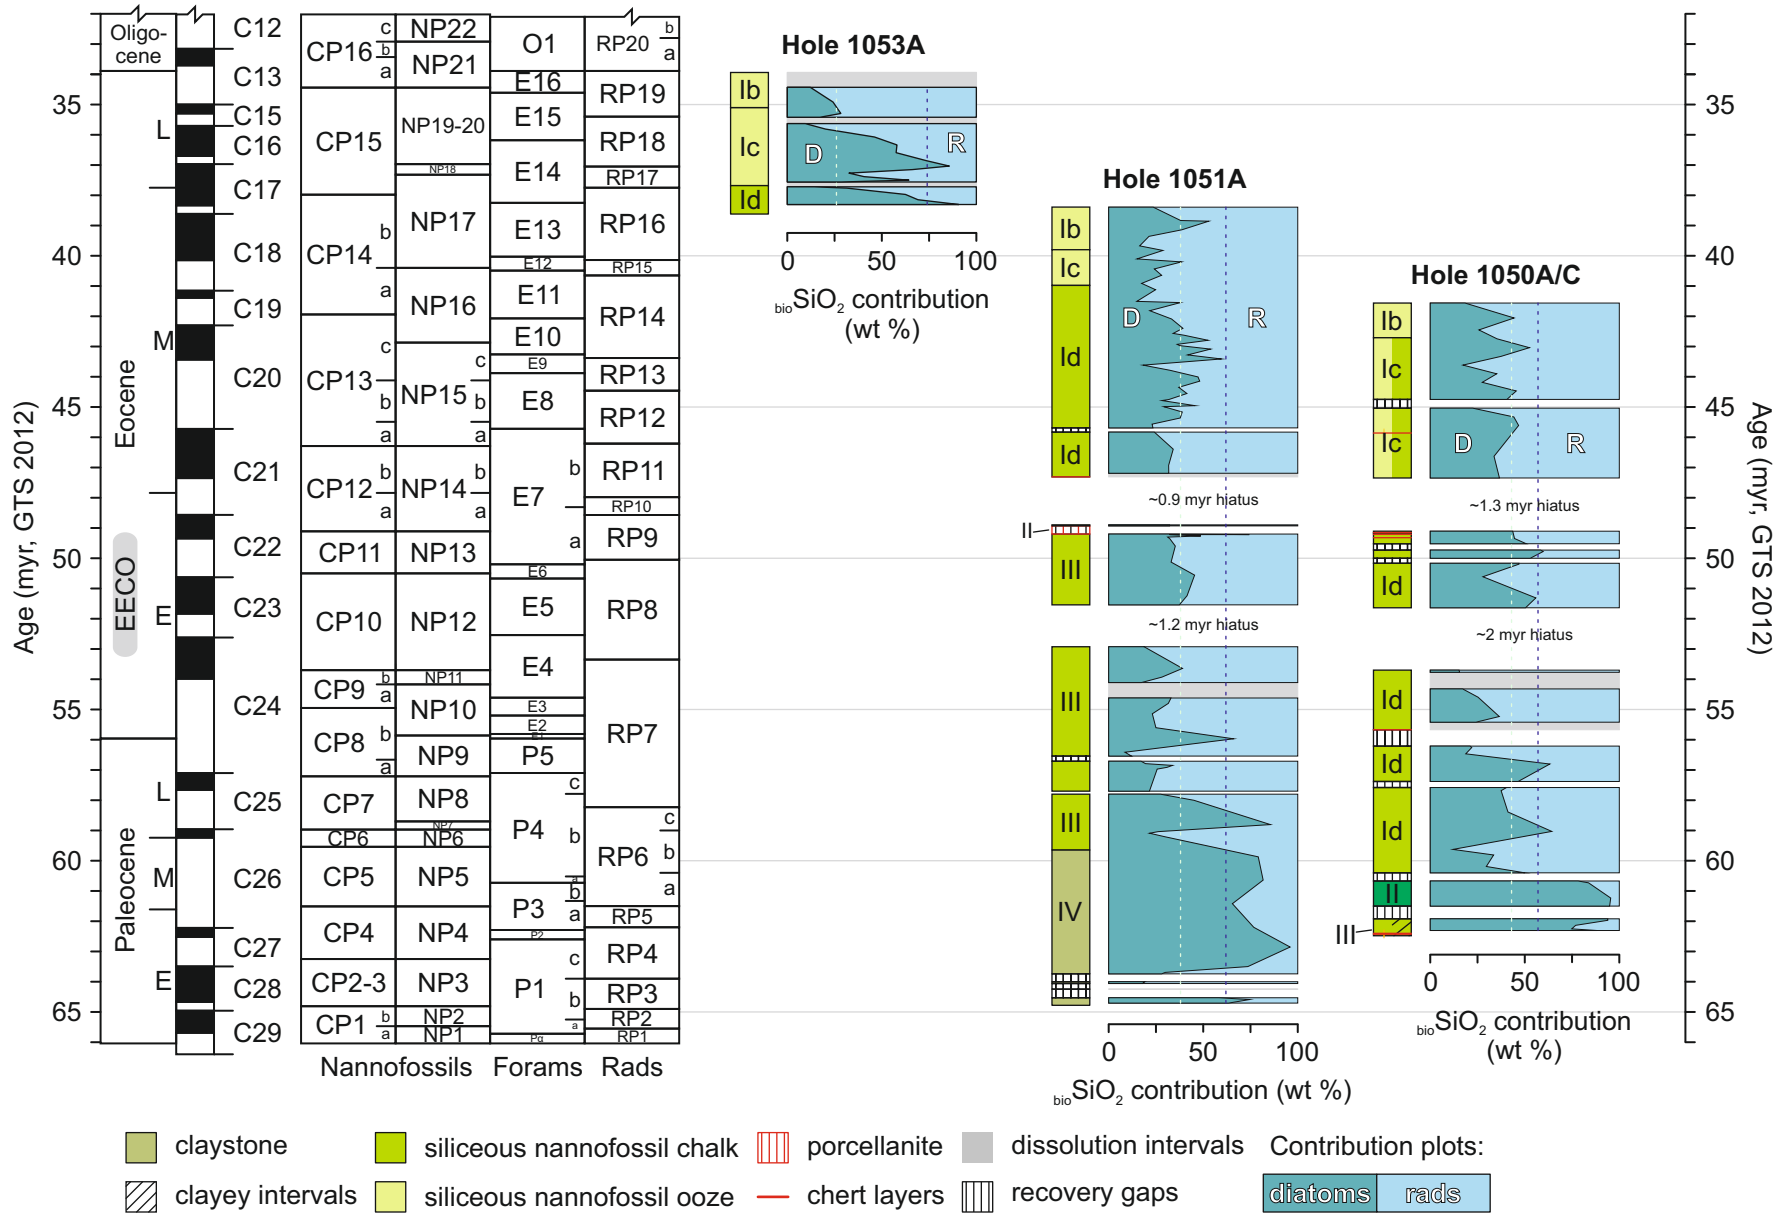 Age (myr, GTS 2012)
35
40
45
50
55
60
65
Oligo-
cene
Eocene
L
M
E
EECO
Paleocene
L
M
E
C12
C13
C15
C16
C17
C18
C19
C20
C21
C22
C23
C24
C25
C26
C27
C28
C29
CP16
c
b
a
CP15
CP14
b
a
CP13
c
b
a
CP12
b
a
CP11
CP10
CP9
b
a
CP8
b
a
CP7
CP6
CP5
CP4
CP2-3
CP1
b
a
NP22
NP21
NP19-20
NP18
NP17
NP16
NP15
c
b
a
NP14
b
a
NP13
NP12
NP11
NP10
NP9
NP8
NP7
NP6
NP5
NP4
NP3
NP2
NP1
Nannofossils
O1
E16
E15
E14
E13
E12
E11
E10
E9
E8
E7
b
a
E6
E5
E4
E3
E2
E1
P5
P4
c
b
a
P3
b
a
P2
P1
c
b
a
Pα
Forams
RP20
b
a
RP19
RP18
RP17
RP16
RP15
RP14
RP13
RP12
RP11
RP10
RP9
RP8
RP7
RP6
c
b
a
RP5
RP4
RP3
RP2
RP1
Rads
Hole 1053A
Ib
Ic
Id
D
R
0 50 100
bioSiO2 contribution
(wt %)
Hole 1051A
Ib
Ic
Id
Id
II
III
III
III
IV
D
R
~0.9 myr hiatus
~1.2 myr hiatus
0 50 100
bioSiO2 contribution (wt %)
Hole 1050A/C
Ib
Ic
Ic
Id
Id
Id
Id
II
III
D
R
~1.3 myr hiatus
~2 myr hiatus
0 50 100
bioSiO2 contribution
(wt %)
35
40
45
50
55
60
65
Age (myr, GTS 2012)
claystone
siliceous nannofossil chalk
porcellanite
dissolution intervals
Contribution plots:
clayey intervals
siliceous nannofossil ooze
chert layers
recovery gaps
diatoms
rads